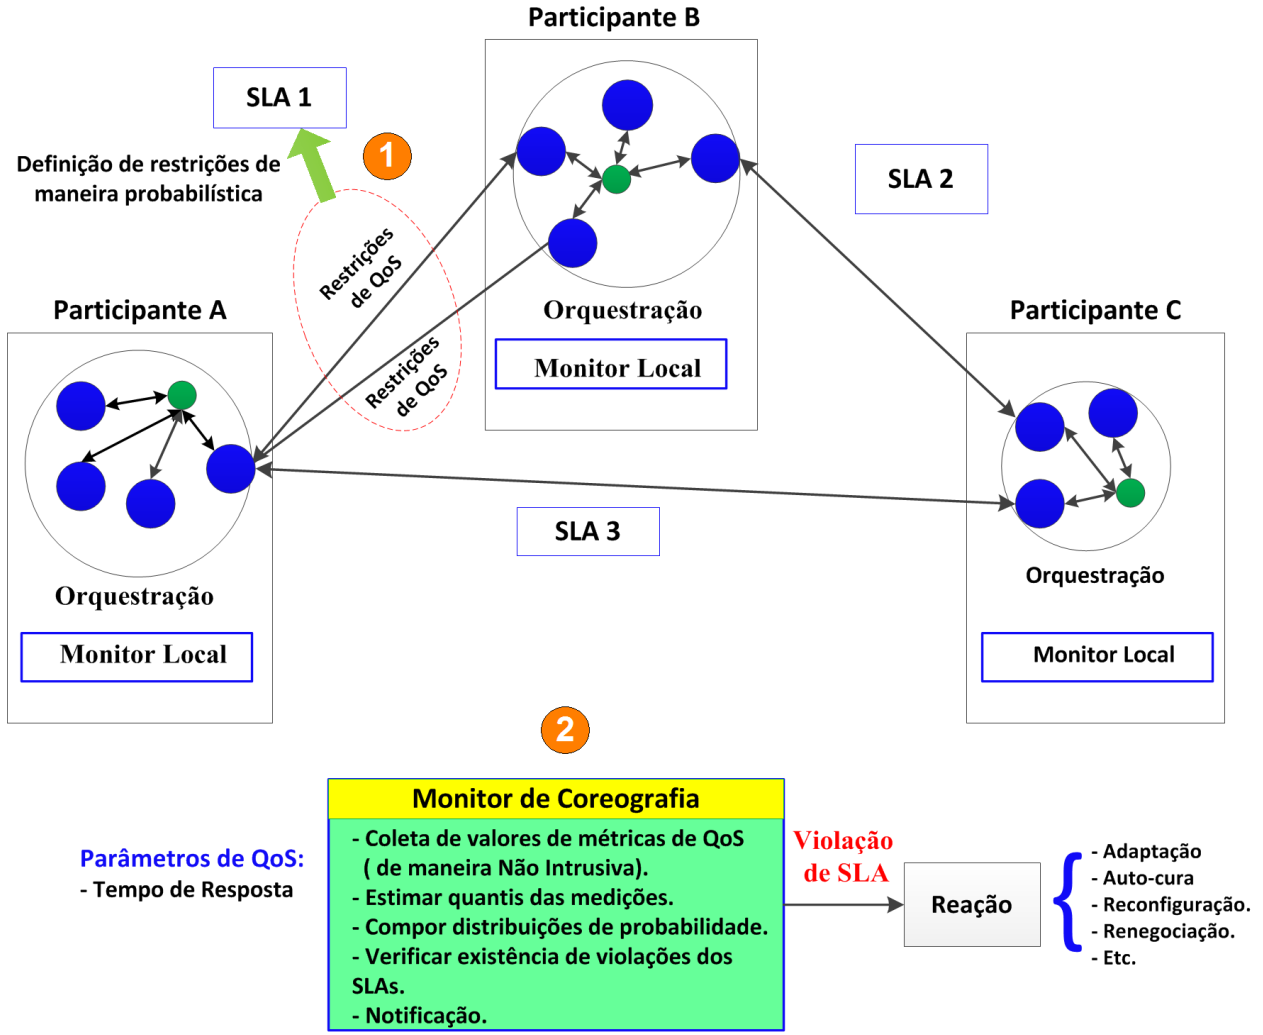 Participante B
SLA 1
1
Definição de restrições de
maneira probabilística
SLA 2
Restrições
de QoS
Restrições
de QoS
Participante A
Orquestração
Monitor Local
Participante C
SLA 3
Orquestração
Monitor Local
Orquestração
Monitor Local
2
Monitor de Coreografia
- Coleta de valores de métricas de QoS
( de maneira Não Intrusiva).
- Estimar quantis das medições.
- Compor distribuições de probabilidade.
- Verificar existência de violações dos
SLAs.
- Notificação.
Parâmetros de QoS:
- Tempo de Resposta
Violação
de SLA
Reação
- Adaptação
- Auto-cura
- Reconfiguração.
- Renegociação.
- Etc.